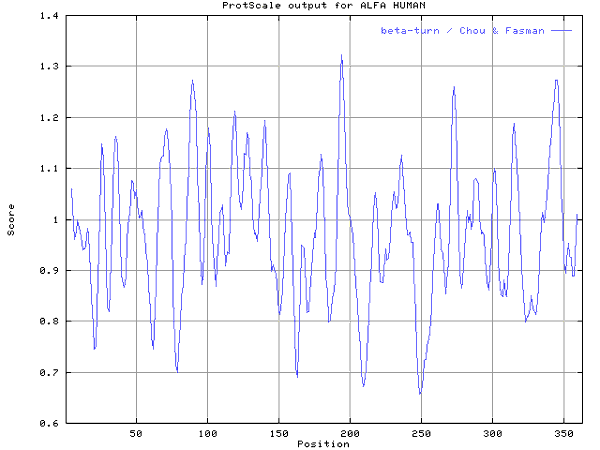 ProtScale output for ALFA HUMAN
beta-turn / Chou & Fasman
1.4
1.3
1.2
1.1
1
0.9
0.8
0.7
0.6
Score
50 100 150 200 250 300 350
Position